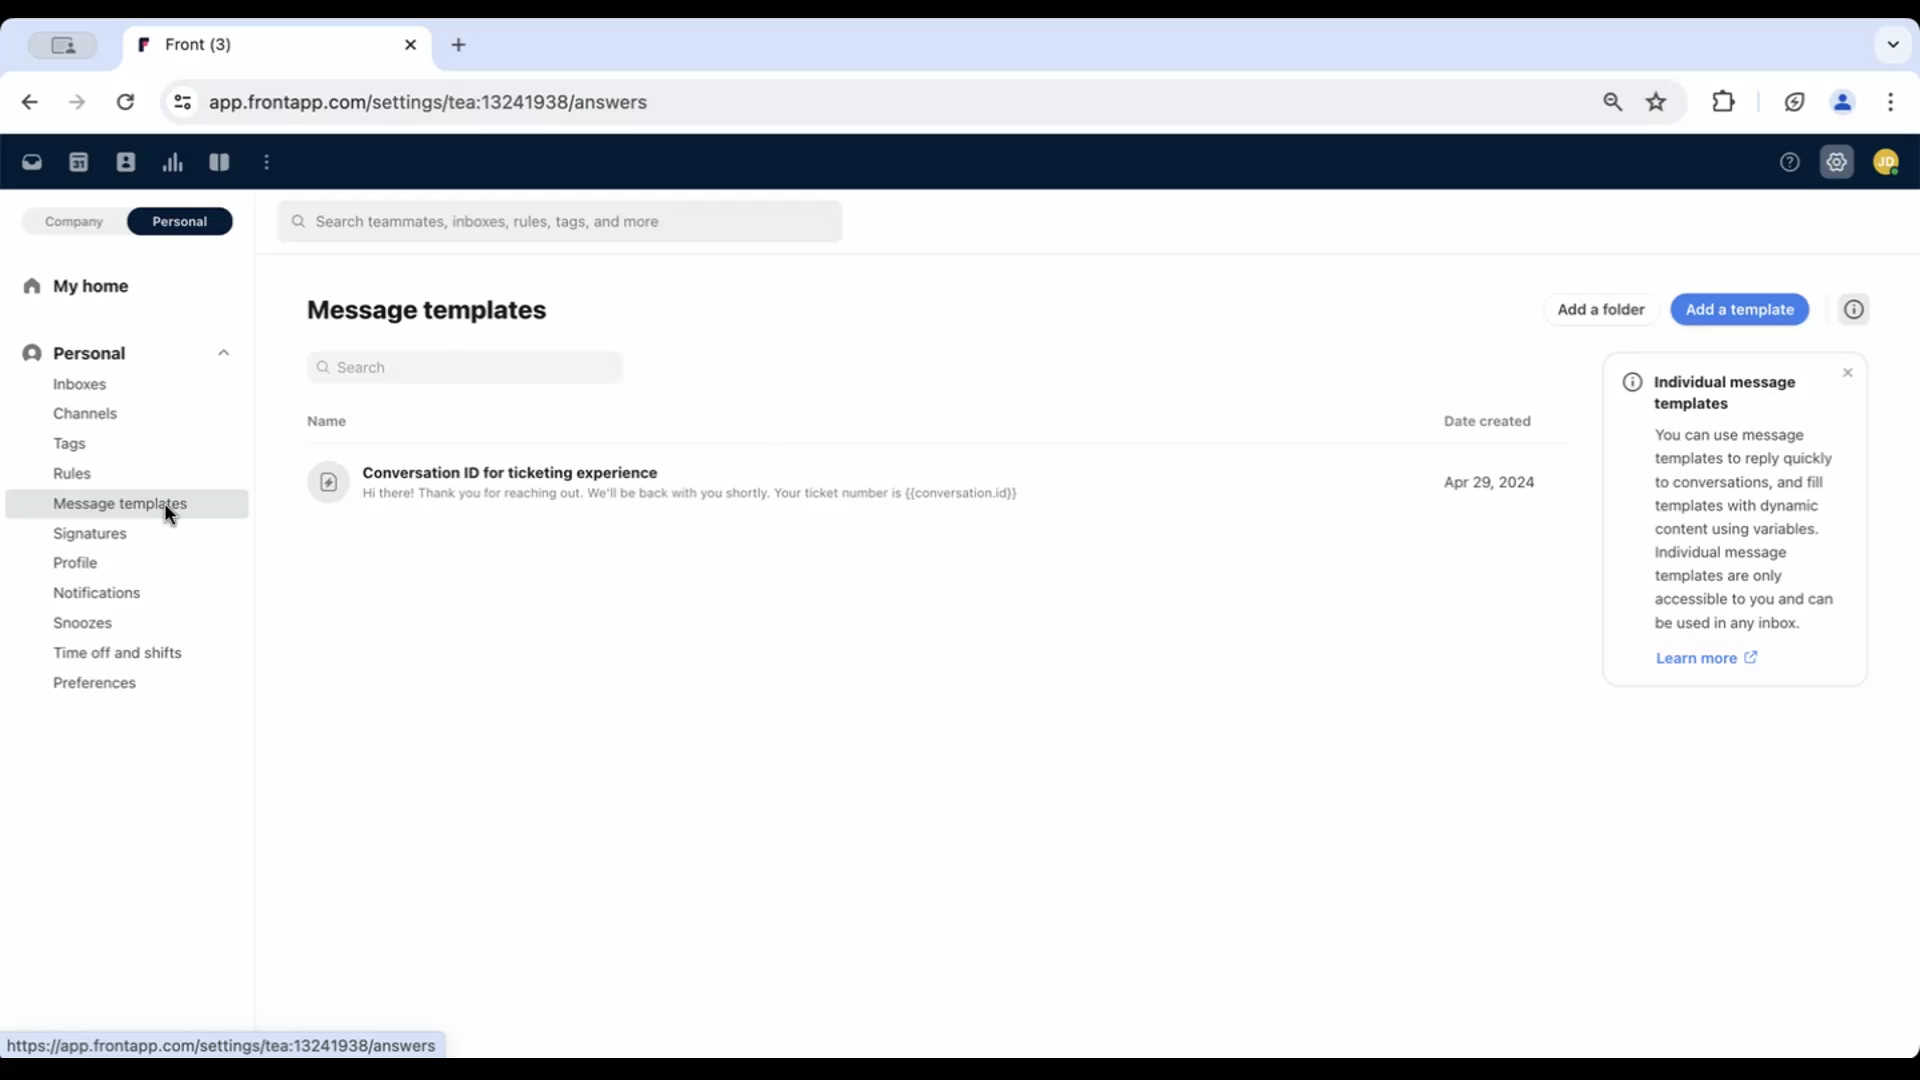 Front (3)
app.frontapp.com/settings/tea:13241938/answers
31
JD
Company
Personal
Search teammates, inboxes, rules, tags, and more
My home
Personal
Inboxes
Channels
Tags
Rules
Message templates
Signatures
Profile
Notifications
Snoozes
Time off and shifts
Preferences
Message templates
Add a folder
Add a template
Search
Name
Date created
Conversation ID for ticketing experience
Hi there! Thank you for reaching out. We'll be back with you shortly. Your ticket number is {{conversation.id}}
Apr 29, 2024
Individual message
templates
You can use message
templates to reply quickly
to conversations, and fill
templates with dynamic
content using variables.
Individual message
templates are only
accessible to you and can
be used in any inbox.
Learn more
https://app.frontapp.com/settings/tea:13241938/answers